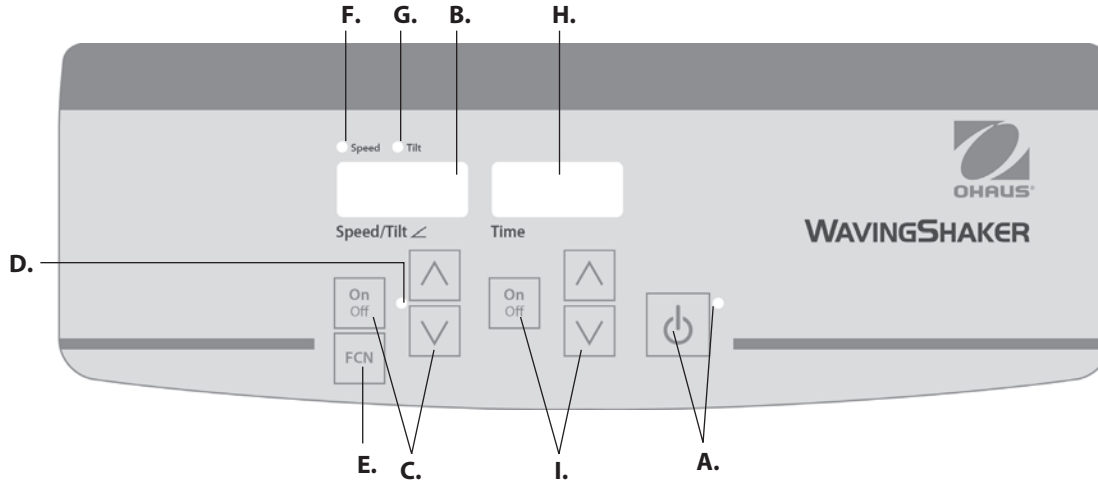 F. G. B. H.
Speed Tilt
OHAUS
Speed/Tilt Time
WAVINGSHAKER
D.
On
Off
On
Off
FCN
E. C. I. A.